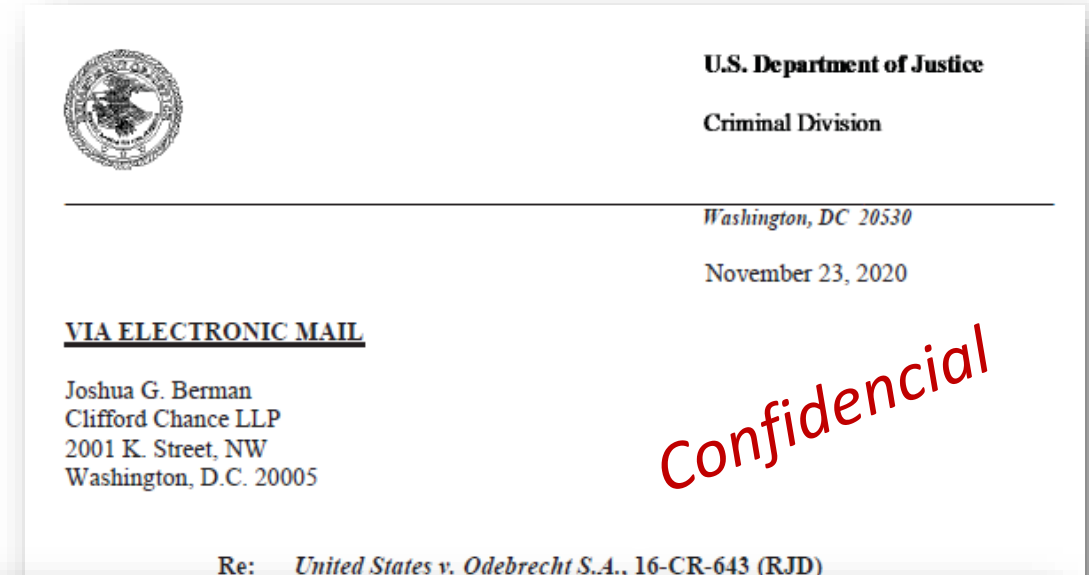 U.S. Department of Justice
Criminal Division
Washington, DC 20530
November 23, 2020
VIA ELECTRONIC MAIL
Joshua G. Berman
Clifford Chance LLP
2001 K. Street, NW
Washington, D.C. 20005
Confidencial
Re: United States v. Odebrecht S.A., 16-CR-643 (RJD)